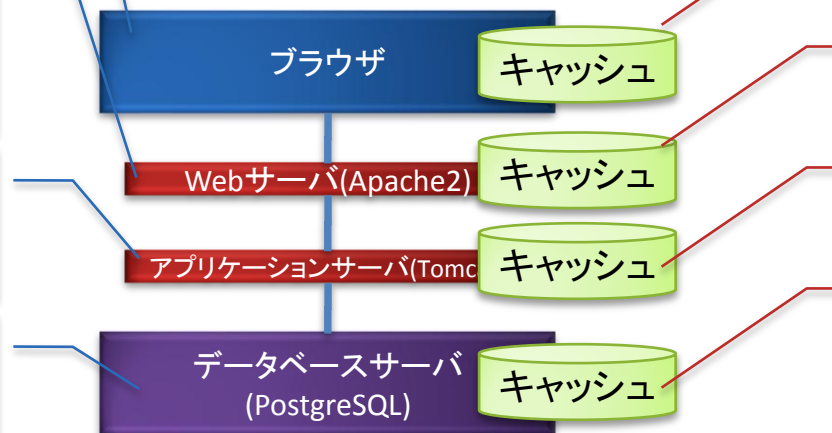 ブラウザ
キャッシュ
Webサーバ(Apache2)
キャッシュ
アプリケーションサーバ(Tomc
キャッシュ
データベースサーバ
(PostgreSQL)
キャッシュ